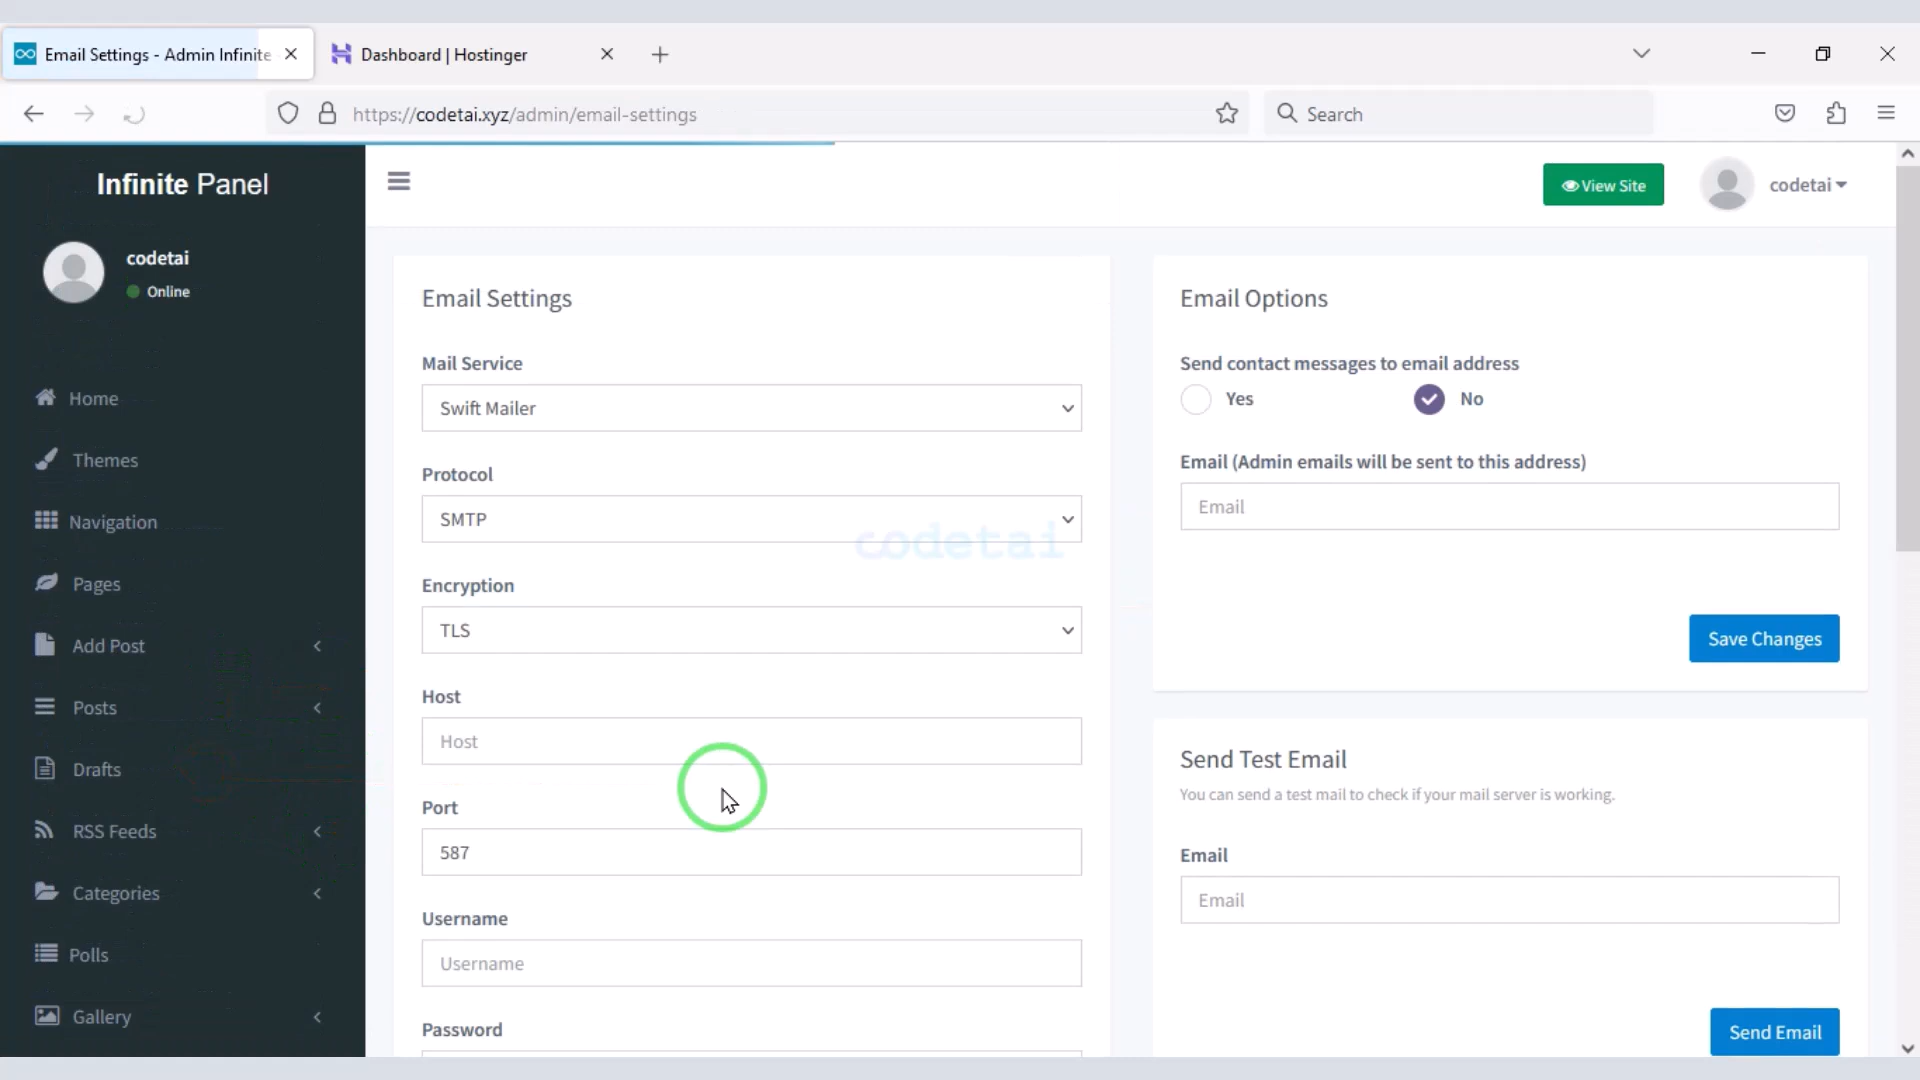 Email Settings - Admin Infinite
Dashboard | Hostinger
https://codetai.xyz/admin/email-settings
Search
Infinite Panel
View Site
codetai
codetai
Online
Home
Themes
Navigation
Pages
Add Post
Posts
Drafts
RSS Feeds
Categories
Polls
Gallery
Email Settings
Mail Service
Swift Mailer
Protocol
SMTP
codetai
Encryption
TLS
Host
Host
Port
587
Username
Username
Password
Email Options
Send contact messages to email address
Yes
No
Email (Admin emails will be sent to this address)
Email
Save Changes
Send Test Email
You can send a test mail to check if your mail server is working.
Email
Email
Send Email